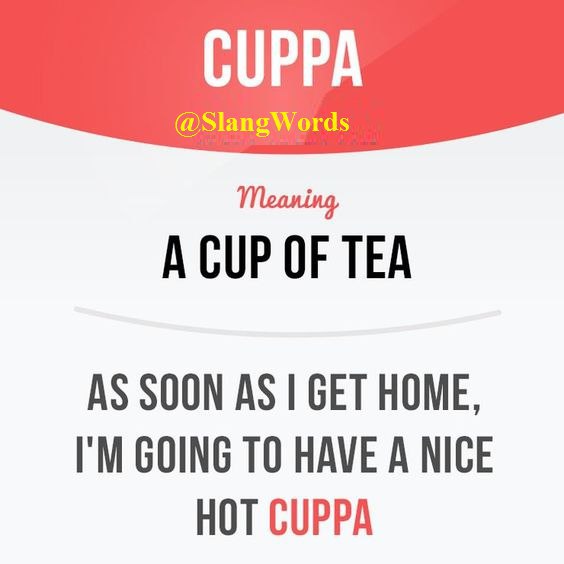 CUPPA
@SlangWords
Meaning
A CUP OF TEA
AS SOON AS I GET HOME,
I'M GOING TO HAVE A NICE
HOT CUPPA